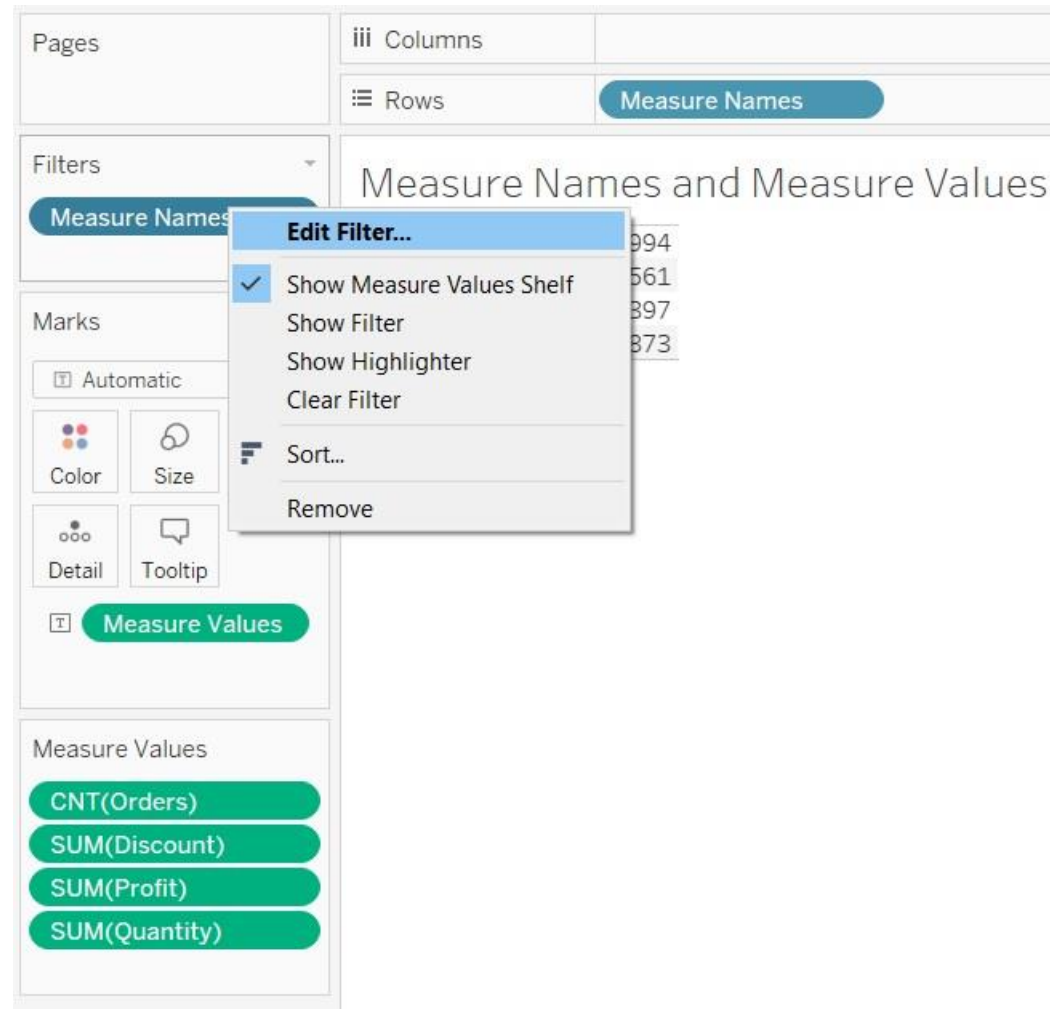 Pages
Columns
Rows
Measure Names
Filters
Measure Names
Measure Names and Measure Values
Edit Filter...
Show Measure Values Shelf
Show Filter
Show Highlighter
Clear Filter
Sort...
Remove
994
561
897
873
Marks
Automatic
Color Size
Detail Tooltip
T Measure Values
Measure Values
CNT(Orders)
SUM(Discount)
SUM(Profit)
SUM(Quantity)